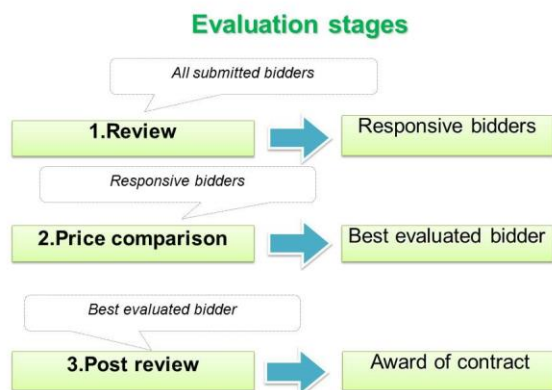 Evaluation stages
All submitted bidders
1.Review
Responsive bidders
Responsive bidders
2.Price comparison
Best evaluated bidder
Best evaluated bidder
3.Post review
Award of contract